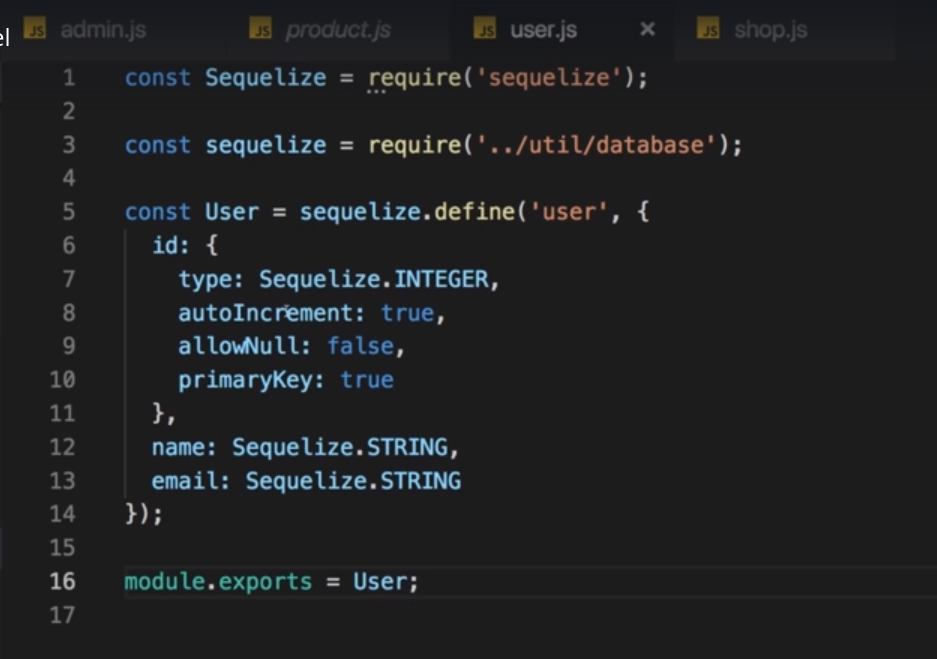 el JS admin.js JS product.js JS user.js × JS shop.js
1 const Sequelize = require('sequelize');
2
3 const sequelize = require('../util/database');
4
5 const User = sequelize.define('user', {
6 id: {
7 type: Sequelize.INTEGER,
8 autoIncrement: true,
9 allowNull: false,
10 primaryKey: true
11 },
12 name: Sequelize.STRING,
13 email: Sequelize.STRING
14 });
15
16 module.exports = User;
17